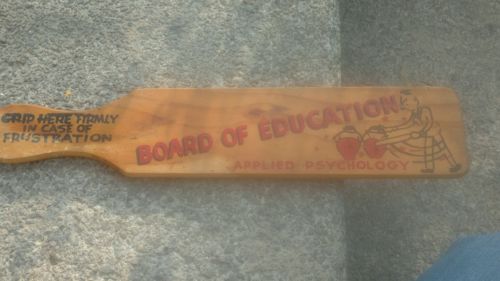 GRIP HERE FIRMLY
IN CASE OF
FRUSTRATION
BOARD OF EDUCATION
APPLIED PSYCHOLOGY